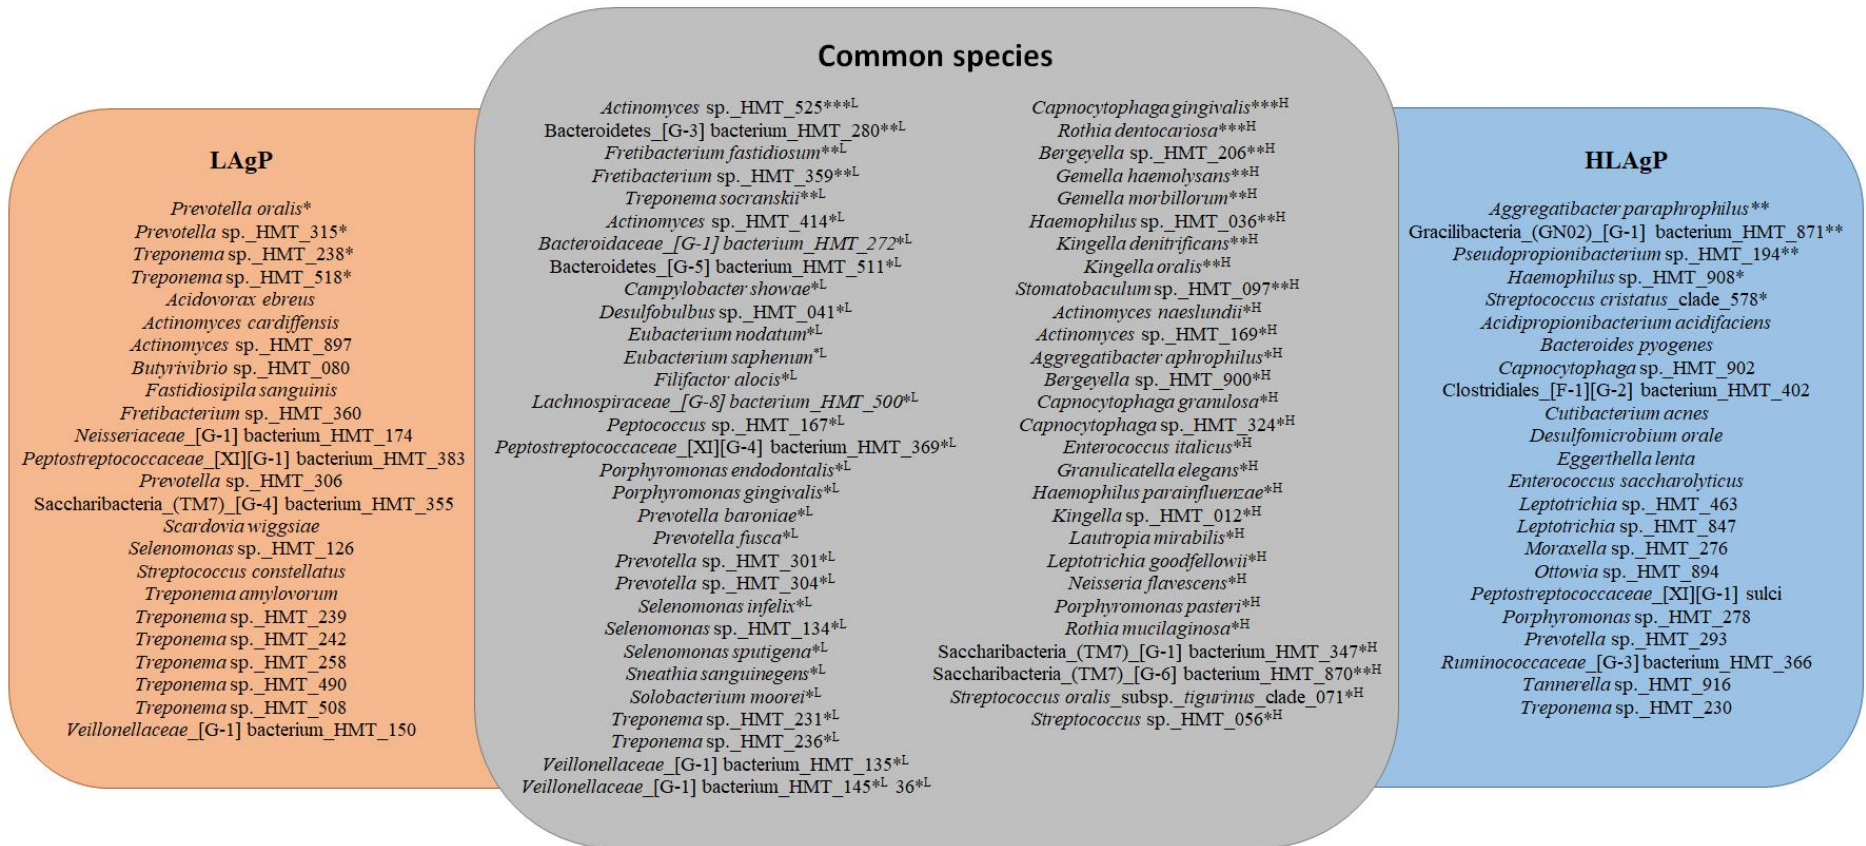 Common species
LAgP
Prevotella oralis*
Prevotella sp._HMT_315*
Treponema sp._HMT_238*
Treponema sp._HMT_518*
Acidovorax ebreus
Actinomyces cardiffensis
Actinomyces sp._HMT_897
Butyrivibrio sp._HMT_080
Fastidiosipila sanguinis
Fretibacterium sp._HMT_360
Neisseriaceae_[G-1] bacterium_HMT_174
Peptostreptococcaceae_[XI][G-1] bacterium_HMT_383
Prevotella sp._HMT_306
Saccharibacteria_(TM7)_[G-4] bacterium_HMT_355
Scardovia wiggsiae
Selenomonas sp._HMT_126
Streptococcus constellatus
Treponema amylovorum
Treponema sp._HMT_239
Treponema sp._HMT_242
Treponema sp._HMT_258
Treponema sp._HMT_490
Treponema sp._HMT_508
Veillonellaceae_[G-1] bacterium_HMT_150
Actinomyces sp._HMT_525***L
Bacteroidetes_[G-3] bacterium_HMT_280**L
Fretibacterium fastidiosum**L
Fretibacterium sp._HMT_359**L
Treponema socranskii**L
Actinomyces sp._HMT_414*L
Bacteroidaceae_[G-1] bacterium_HMT_272*L
Bacteroidetes_[G-5] bacterium_HMT_511*L
Campylobacter showae*L
Desulfobulbus sp._HMT_041*L
Eubacterium nodatum*L
Eubacterium saphenum*L
Filifactor alocis*L
Lachnospiraceae_[G-8] bacterium_HMT_500*L
Peptococcus sp._HMT_167*L
Peptostreptococcaceae_[XI][G-4] bacterium_HMT_369*L
Porphyromonas endodontalis*L
Porphyromonas gingivalis*L
Prevotella baroniae*L
Prevotella fusca*L
Prevotella sp._HMT_301*L
Prevotella sp._HMT_304*L
Selenomonas infelix*L
Selenomonas sp._HMT_134*L
Selenomonas sputigena*L
Sneathia sanguinegens*L
Solobacterium moorei*L
Treponema sp._HMT_231*L
Treponema sp._HMT_236*L
Veillonellaceae_[G-1] bacterium_HMT_135*L
Veillonellaceae_[G-1] bacterium_HMT_145*L 36*L
Capnocytophaga gingivalis***H
Rothia dentocariosa***H
Bergeyella sp._HMT_206**H
Gemella haemolysans**H
Gemella morbillorum**H
Haemophilus sp._HMT_036**H
Kingella denitrificans**H
Kingella oralis**H
Stomatobaculum sp._HMT_097**H
Actinomyces naeslundii*H
Actinomyces sp._HMT_169*H
Aggregatibacter aphrophilus*H
Bergeyella sp._HMT_900*H
Capnocytophaga granulosa*H
Capnocytophaga sp._HMT_324*H
Enterococcus italicus*H
Granulicatella elegans*H
Haemophilus parainfluenzae*H
Kingella sp._HMT_012*H
Lautropia mirabilis*H
Leptotrichia goodfellowii*H
Neisseria flavescens*H
Porphyromonas pasteri*H
Rothia mucilaginosa*H
Saccharibacteria_(TM7)_[G-1] bacterium_HMT_347*H
Saccharibacteria_(TM7)_[G-6] bacterium_HMT_870**H
Streptococcus oralis_subsp._tigurinus_clade_071*H
Streptococcus sp._HMT_056*H
HLAgP
Aggregatibacter paraphrophilus**
Gracilibacteria_(GN02)_[G-1] bacterium_HMT_871**
Pseudopropionibacterium sp._HMT_194**
Haemophilus sp._HMT_908*
Streptococcus cristatus_clade_578*
Acidipropionibacterium acidifaciens
Bacteroides pyogenes
Capnocytophaga sp._HMT_902
Clostridiales_[F-1][G-2] bacterium_HMT_402
Cutibacterium acnes
Desulfomicrobium orale
Eggerthella lenta
Enterococcus saccharolyticus
Leptotrichia sp._HMT_463
Leptotrichia sp._HMT_847
Moraxella sp._HMT_276
Ottowia sp._HMT_894
Peptostreptococcaceae_[XI][G-1] sulci
Porphyromonas sp._HMT_278
Prevotella sp._HMT_293
Ruminococcaceae_[G-3] bacterium_HMT_366
Tannerella sp._HMT_916
Treponema sp._HMT_230